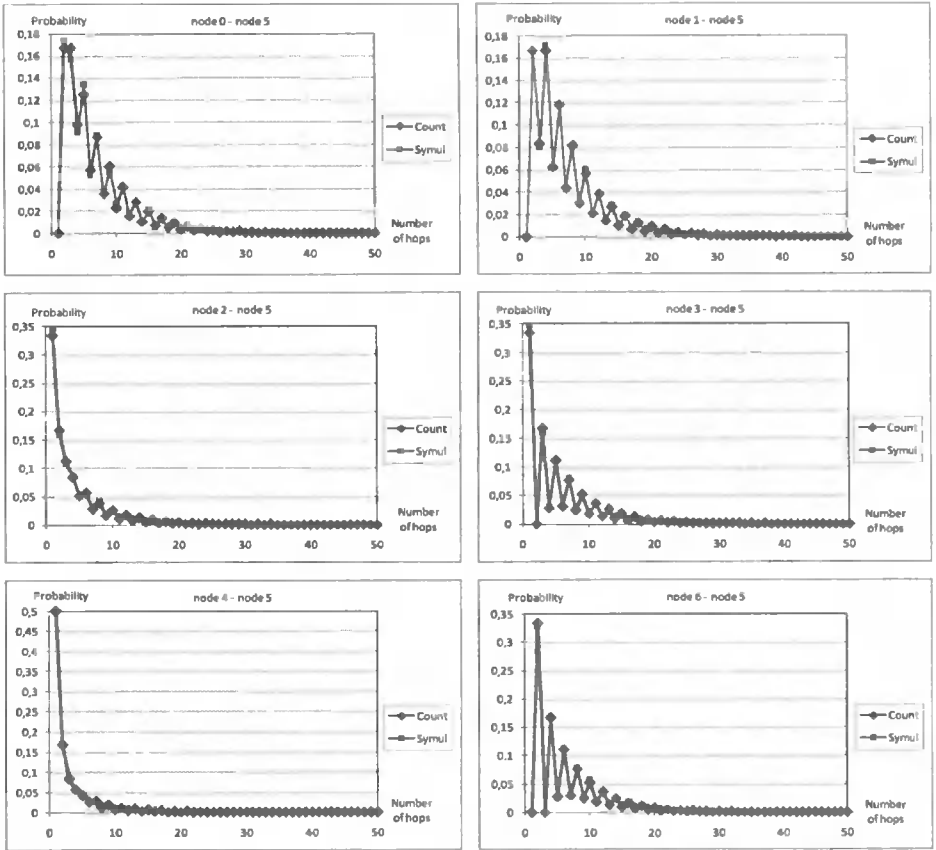 Probability node 0 - node 5
0,18
0,16
0,14
0,12
0,1
0,08
0,06
0,04
0,02
0
0 10 20 30 40 50
Count
Symul
Number
of hops
Probability node 1 - node 5
0,18
0,16
0,14
0,12
0,1
0,08
0,06
0,04
0,02
0
0 10 20 30 40 50
Count
Symul
Number
of hops
Probability node 2 - node 5
0,35
0,3
0,25
0,2
0,15
0,1
0,05
0
0 10 20 30 40 50
Count
Symul
Number
of hops
Probability node 3 - node 5
0,35
0,3
0,25
0,2
0,15
0,1
0,05
0
0 10 20 30 40 50
Count
Symul
Number
of hops
Probability node 4 - node 5
0,5
0,45
0,4
0,35
0,3
0,25
0,2
0,15
0,1
0,05
0
0 10 20 30 40 50
Count
Symul
Number
of hops
Probability node 6 - node 5
0,35
0,3
0,25
0,2
0,15
0,1
0,05
0
0 10 20 30 40 50
Count
Symul
Number
of hops